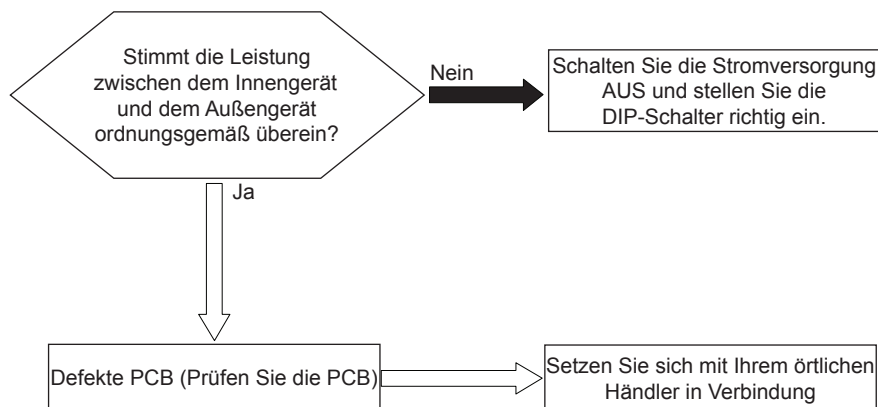 Stimmt die Leistung
zwischen dem Innengerät
und dem Außengerät
ordnungsgemäß überein?
Nein
Schalten Sie die Stromversorgung
AUS und stellen Sie die
DIP-Schalter richtig ein.
Ja
Defekte PCB (Prüfen Sie die PCB)
Setzen Sie sich mit Ihrem örtlichen
Händler in Verbindung